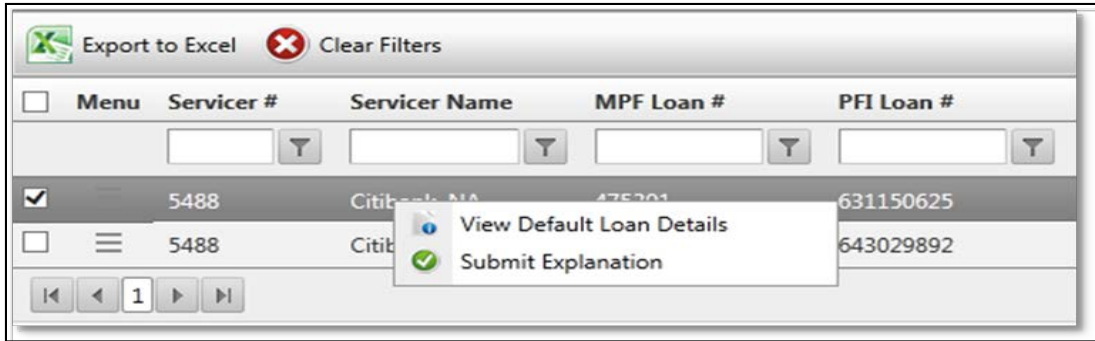 Export to Excel Clear Filters
Menu Servicer # Servicer Name MPF Loan # PFI Loan #
5488 631150625
View Default Loan Details
5488 643029892
Submit Explanation
1